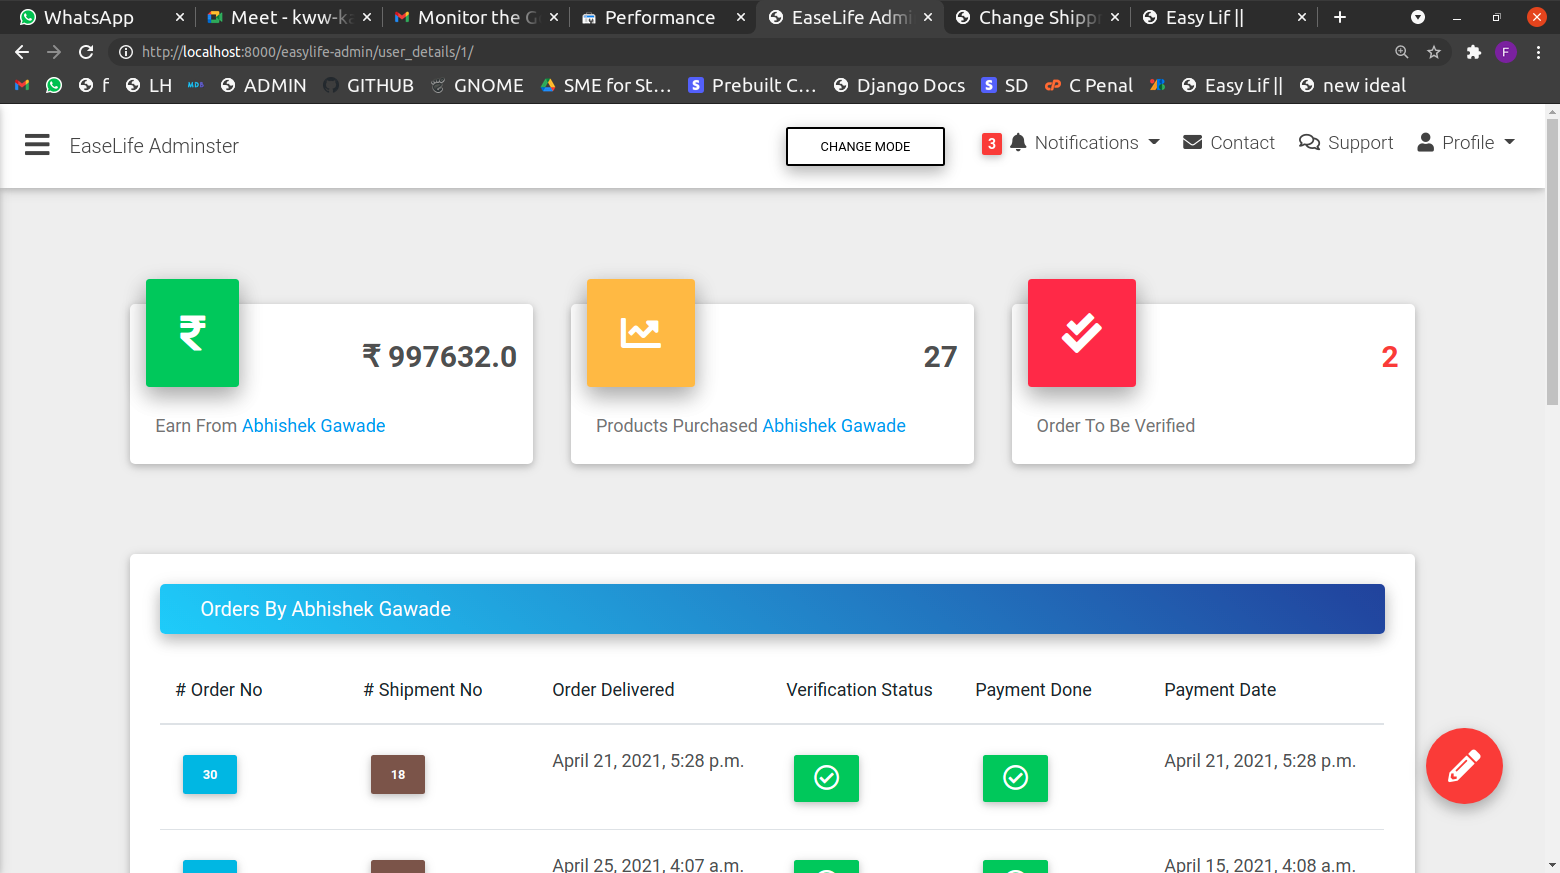 WhatsApp
Meet - kww-k
Monitor the G
Performance
EaseLife Admi
Change Shipp
Easy Lif ||
http://localhost:8000/easylife-admin/user_details/1/
F
f
LH
MDB
ADMIN
GITHUB
GNOME
SME for St…
Prebuilt C…
Django Docs
S SD
C Penal
Easy Lif ||
new ideal
EaseLife Adminster
CHANGE MODE
3 Notifications
Contact
Support
Profile
₹ 997632.0
Earn From Abhishek Gawade
27
Products Purchased Abhishek Gawade
2
Order To Be Verified
Orders By Abhishek Gawade
# Order No # Shipment No Order Delivered Verification Status Payment Done Payment Date
30 18 April 21, 2021, 5:28 p.m. April 21, 2021, 5:28 p.m.
April 25, 2021, 4:07 a.m. April 15, 2021, 4:08 a.m.